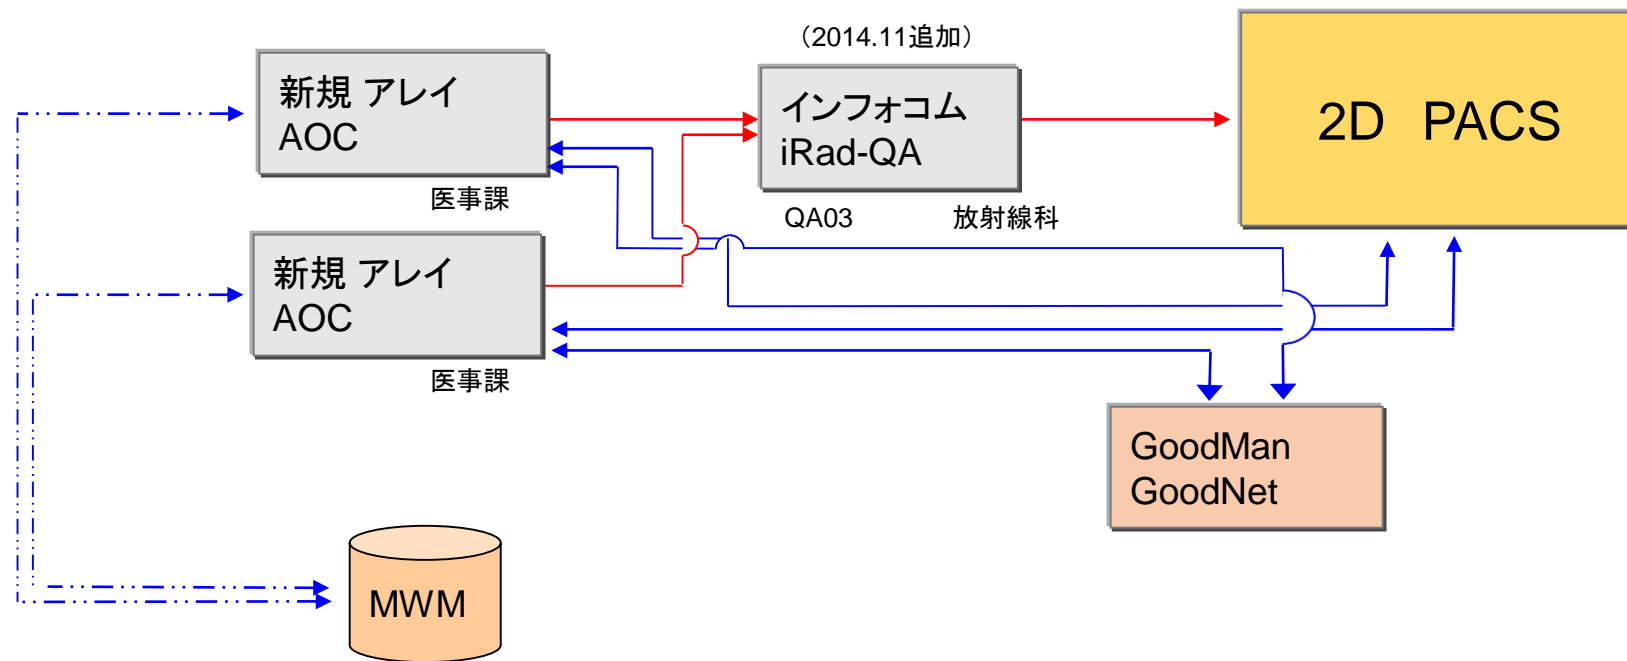 （2014.11追加）
新規 アレイ
AOC
医事課
インフォコム
iRad-QA
QA03 放射線科
2D PACS
新規 アレイ
AOC
医事課
GoodMan
GoodNet
MWM